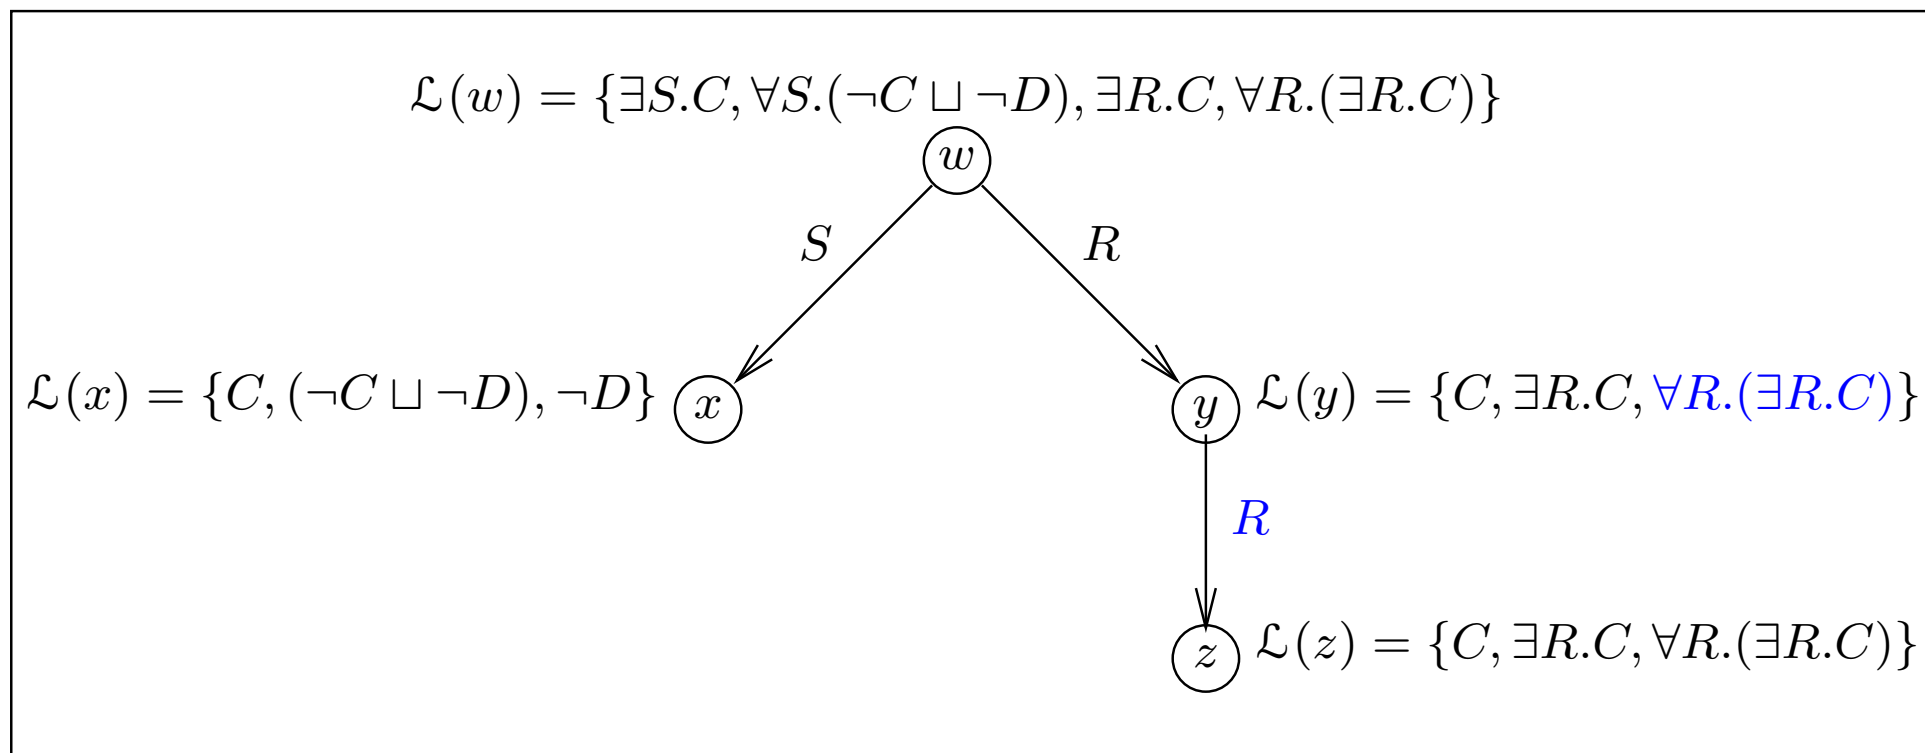 ℒ(w) = {∃S.C, ∀S.(¬C ⊔ ¬D), ∃R.C, ∀R.(∃R.C)}
w
S R
ℒ(x) = {C, (¬C ⊔ ¬D), ¬D} x y ℒ(y) = {C, ∃R.C, ∀R.(∃R.C)}
R
z ℒ(z) = {C, ∃R.C, ∀R.(∃R.C)}